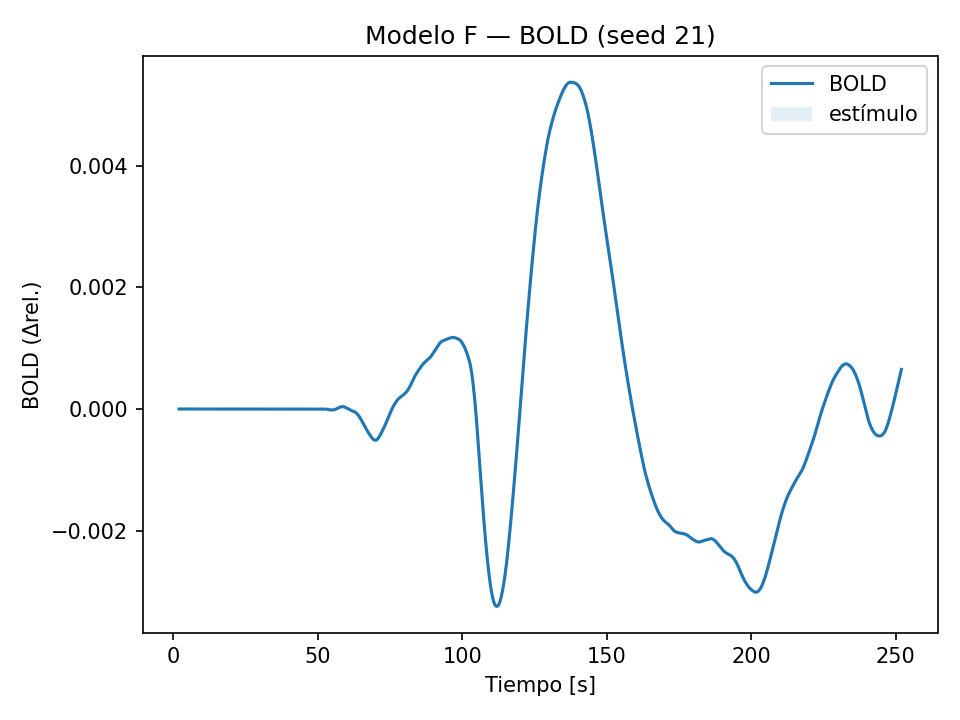 Modelo F — BOLD (seed 21)
BOLD
estímulo
0.004
0.002
0.000
−0.002
BOLD (Δrel.)
0
50
100
150
200
250
Tiempo [s]